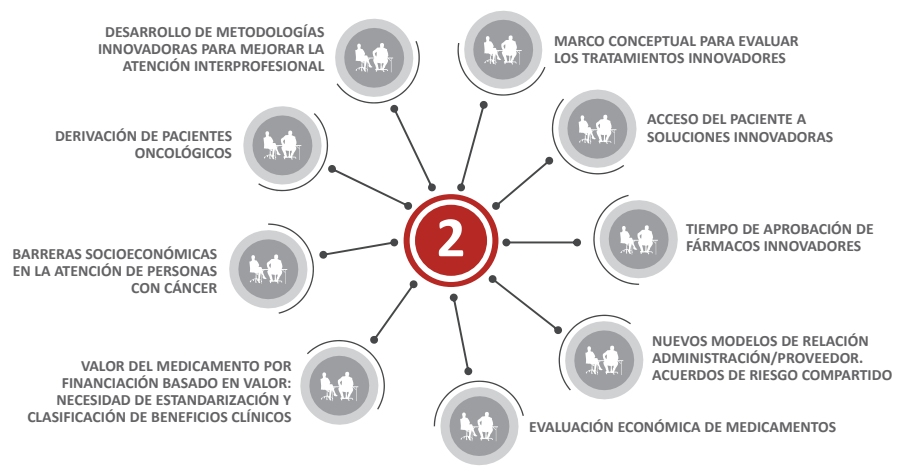 DESARROLLO DE METODOLOGÍAS
INNOVADORAS PARA MEJORAR LA
ATENCIÓN INTERPROFESIONAL
MARCO CONCEPTUAL PARA EVALUAR
LOS TRATAMIENTOS INNOVADORES
DERIVACIÓN DE PACIENTES
ONCOLÓGICOS
ACCESO DEL PACIENTE A
SOLUCIONES INNOVADORAS
2
TIEMPO DE APROBACIÓN DE
FÁRMACOS INNOVADORES
BARRERAS SOCIOECONÓMICAS
EN LA ATENCIÓN DE PERSONAS
CON CÁNCER
NUEVOS MODELOS DE RELACIÓN
ADMINISTRACIÓN/PROVEEDOR.
ACUERDOS DE RIESGO COMPARTIDO
VALOR DEL MEDICAMENTO POR
FINANCIACIÓN BASADO EN VALOR:
NECESIDAD DE ESTANDARIZACIÓN Y
CLASIFICACIÓN DE BENEFICIOS CLÍNICOS
EVALUACIÓN ECONÓMICA DE MEDICAMENTOS